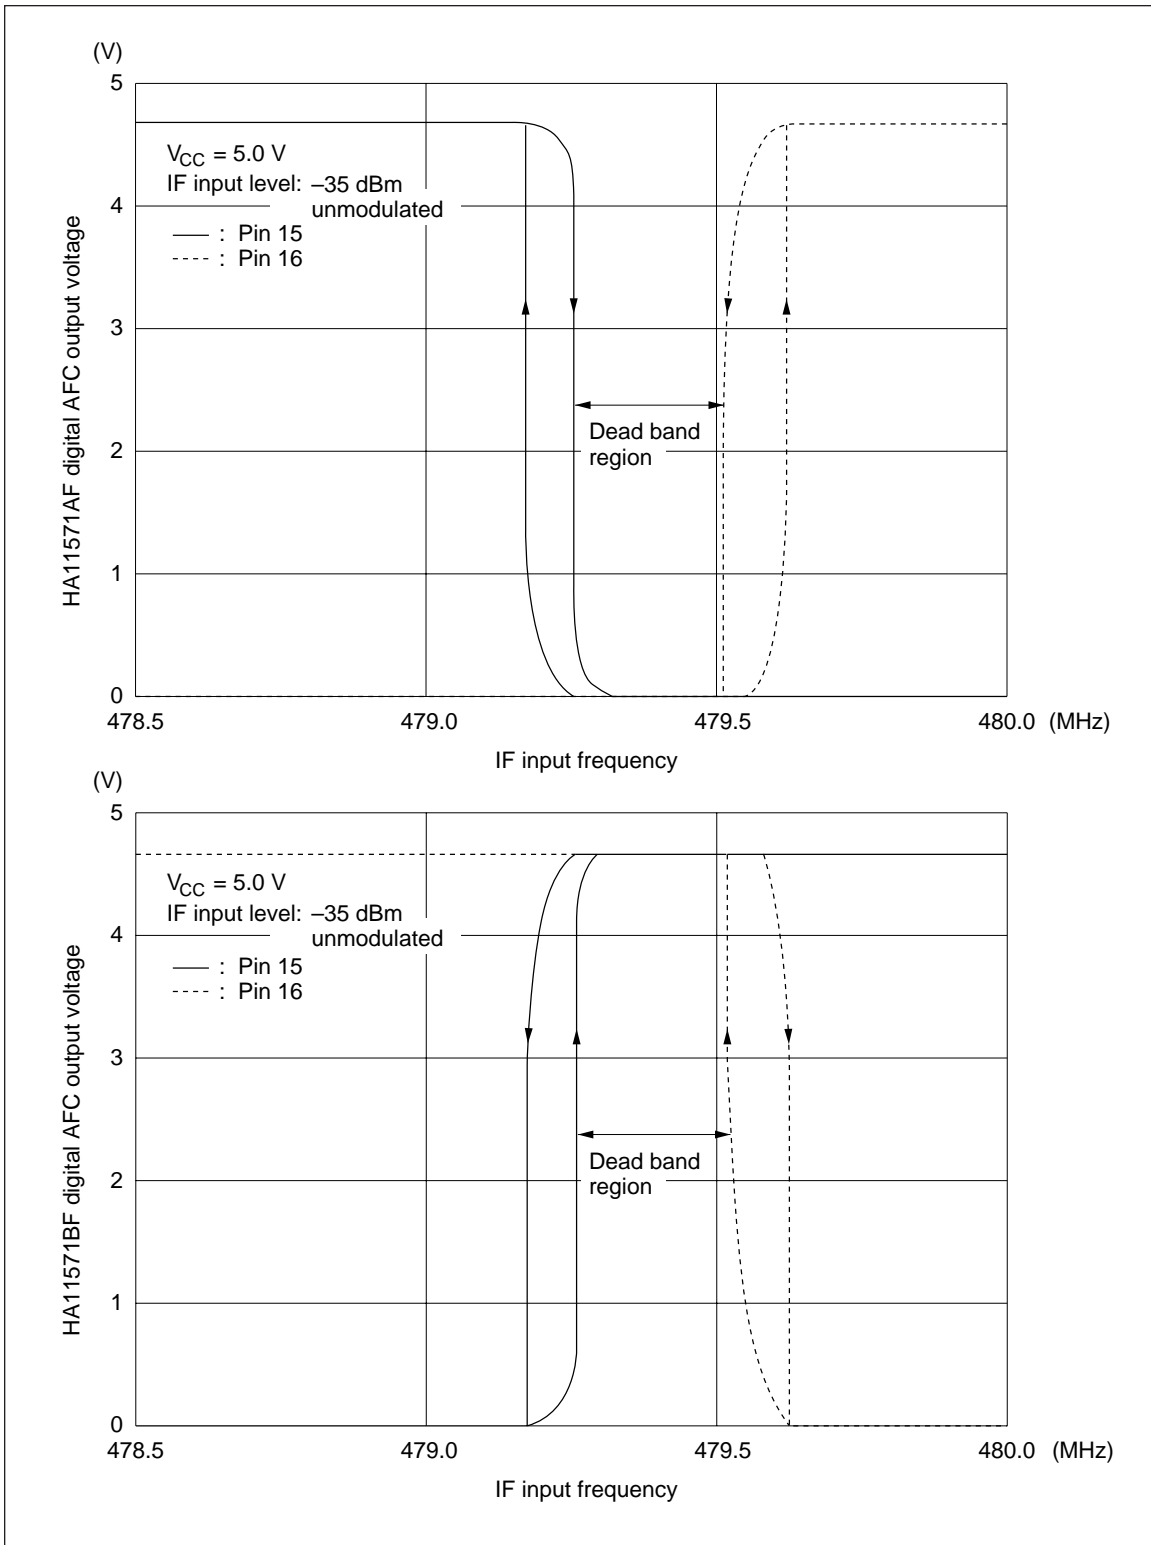 (V)
5
4
3
2
1
0
HA11571AF digital AFC output voltage
VCC = 5.0 V
IF input level: –35 dBm
unmodulated
: Pin 15
: Pin 16
Dead band
region
478.5 479.0 479.5 480.0 (MHz)
IF input frequency
(V)
5
4
3
2
1
0
HA11571BF digital AFC output voltage
VCC = 5.0 V
IF input level: –35 dBm
unmodulated
: Pin 15
: Pin 16
Dead band
region
478.5 479.0 479.5 480.0 (MHz)
IF input frequency